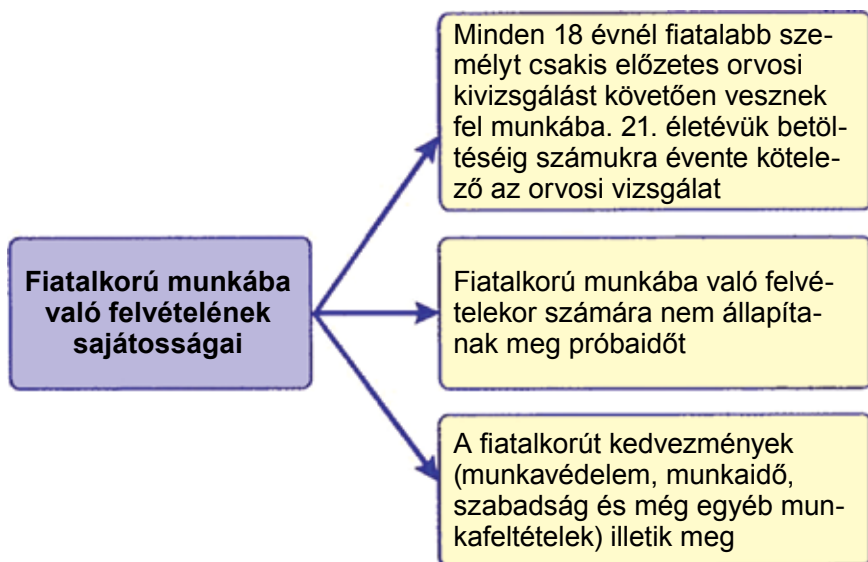 Fiatalkorú munkába
való felvételének
sajátosságai
Minden 18 évnél fiatalabb sze-
mélyt csakis előzetes orvosi
kivizsgálást követően vesznek
fel munkába. 21. életévük betöl-
téséig számukra évente kötele-
ző az orvosi vizsgálat
Fiatalkorú munkába való felvé-
telekor számára nem állapíta-
nak meg próbaidőt
A fiatalkorút kedvezmények
(munkavédelem, munkaidő,
szabadság és még egyéb mun-
kafeltételek) illetik meg